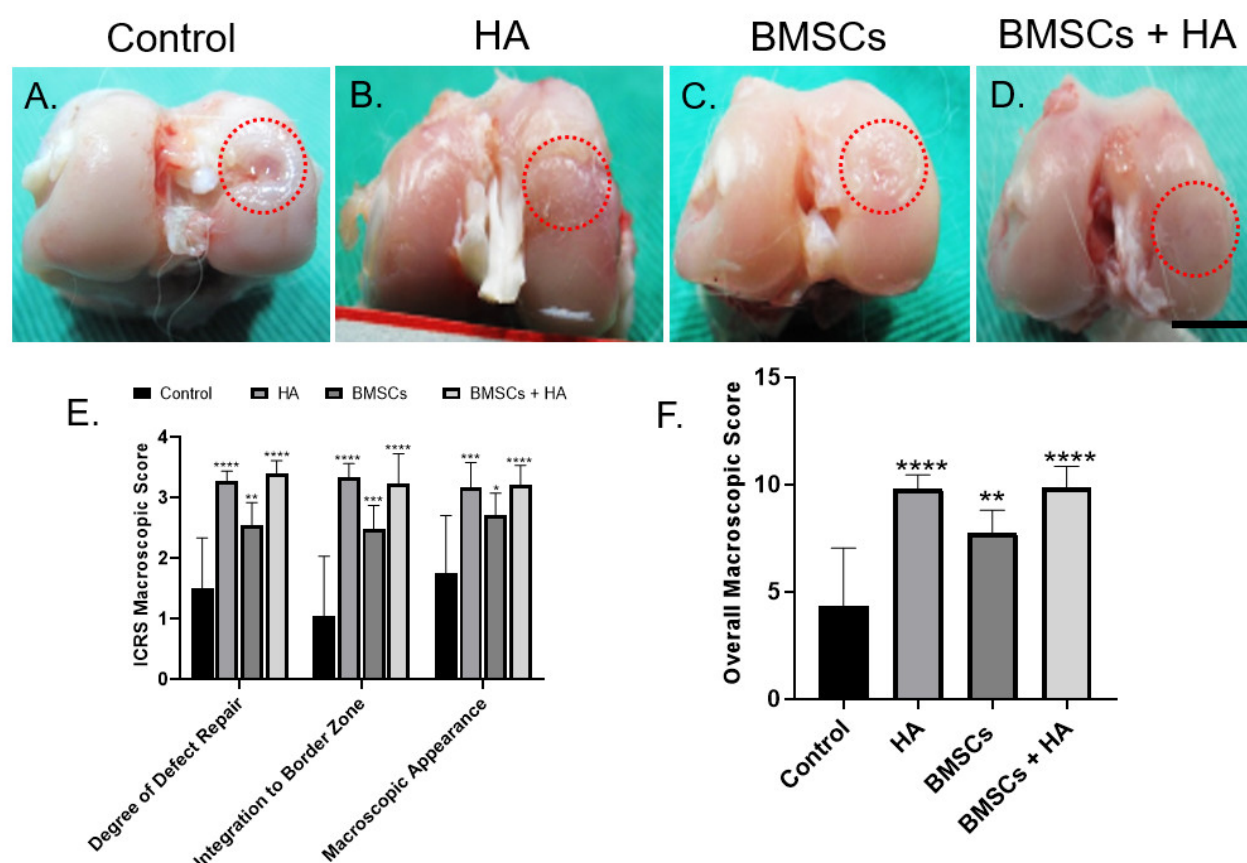 Control HA BMSCs BMSCs + HA
A. B. C. D.
E.
Control HA BMSCs BMSCs + HA
ICRS Macroscopic Score
4
3
2
1
0
**** **** ** ****
**** *** ****
*** * ****
Degree of Defect Repair
Integration to Border Zone
Macroscopic Appearance
F.
Overall Macroscopic Score
15
10
5
0
**** ** ****
Control
HA
BMSCs
BMSCs + HA